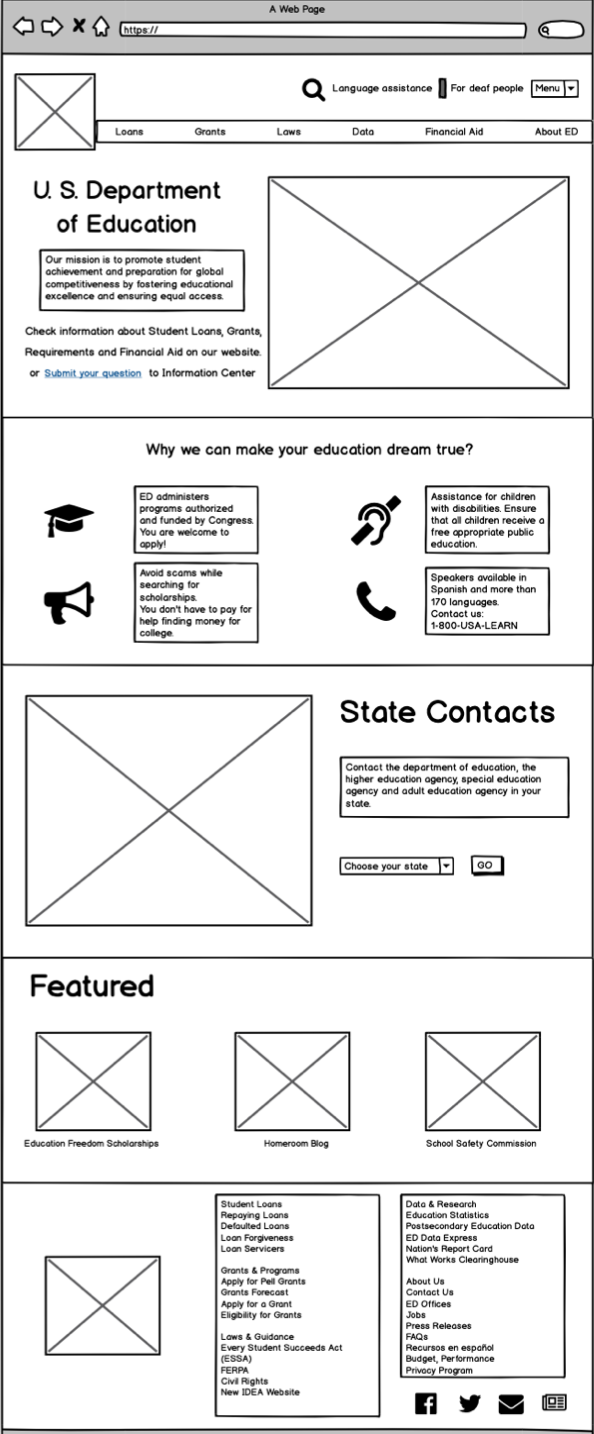 A Web Page
https://
Language assistance
For deaf people
Menu
Loans
Grants
Laws
Data
Financial Aid
About ED
U. S. Department
of Education
Our mission is to promote student
achievement and preparation for global
competitiveness by fostering educational
excellence and ensuring equal access.
Check information about Student Loans, Grants,
Requirements and Financial Aid on our website.
or Submit your question to Information Center
Why we can make your education dream true?
ED administers
programs authorized
and funded by Congress.
You are welcome to
apply!
Assistance for children
with disabilities. Ensure
that all children receive a
free appropriate public
education.
Avoid scams while
searching for
scholarships.
You don't have to pay for
help finding money for
college.
Speakers available in
Spanish and more than
170 languages.
Contact us:
1-800-USA-LEARN
State Contacts
Contact the department of education, the
higher education agency, special education
agency and adult education agency in your
state.
Choose your state
GO
Featured
Education Freedom Scholarships
Homeroom Blog
School Safety Commission
Student Loans
Repaying Loans
Defaulted Loans
Loan Forgiveness
Loan Servicers
Grants & Programs
Apply for Pell Grants
Grants Forecast
Apply for a Grant
Eligibility for Grants
Laws & Guidance
Every Student Succeeds Act
(ESSA)
FERPA
Civil Rights
New IDEA Website
Data & Research
Education Statistics
Postsecondary Education Data
ED Data Express
Nation's Report Card
What Works Clearinghouse
About Us
Contact Us
ED Offices
Jobs
Press Releases
FAQs
Recursos en español
Budget, Performance
Privacy Program